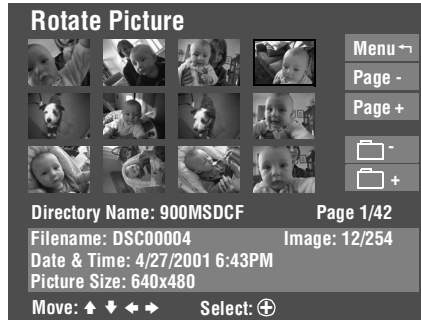 Rotate Picture
Menu
Page -
Page +
-
+
Directory Name: 900MSDCF Page 1/42
Filename: DSC00004 Image: 12/254
Date & Time: 4/27/2001 6:43PM
Picture Size: 640x480
Move: Select: